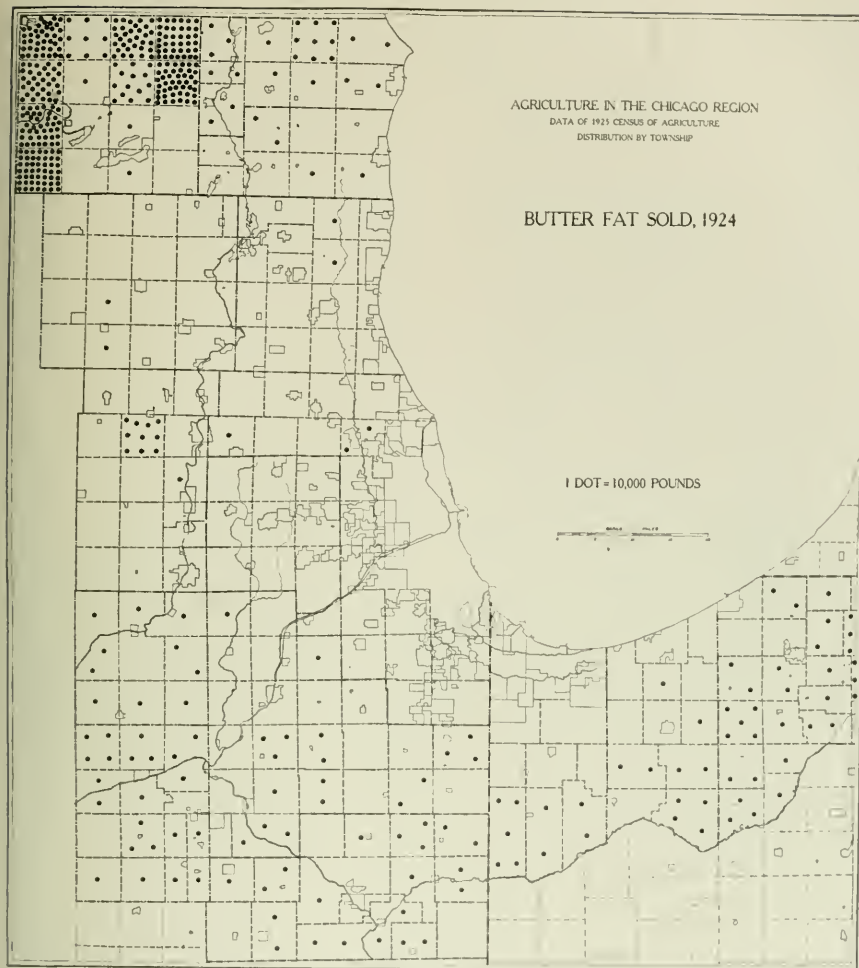 AGRICULTURE IN THE CHICAGO REGION
DATA OF 1925 CENSUS OF AGRICULTURE
DISTRIBUTION BY TOWNSHIP
BUTTER FAT SOLD, 1924
1 DOT = 10,000 POUNDS